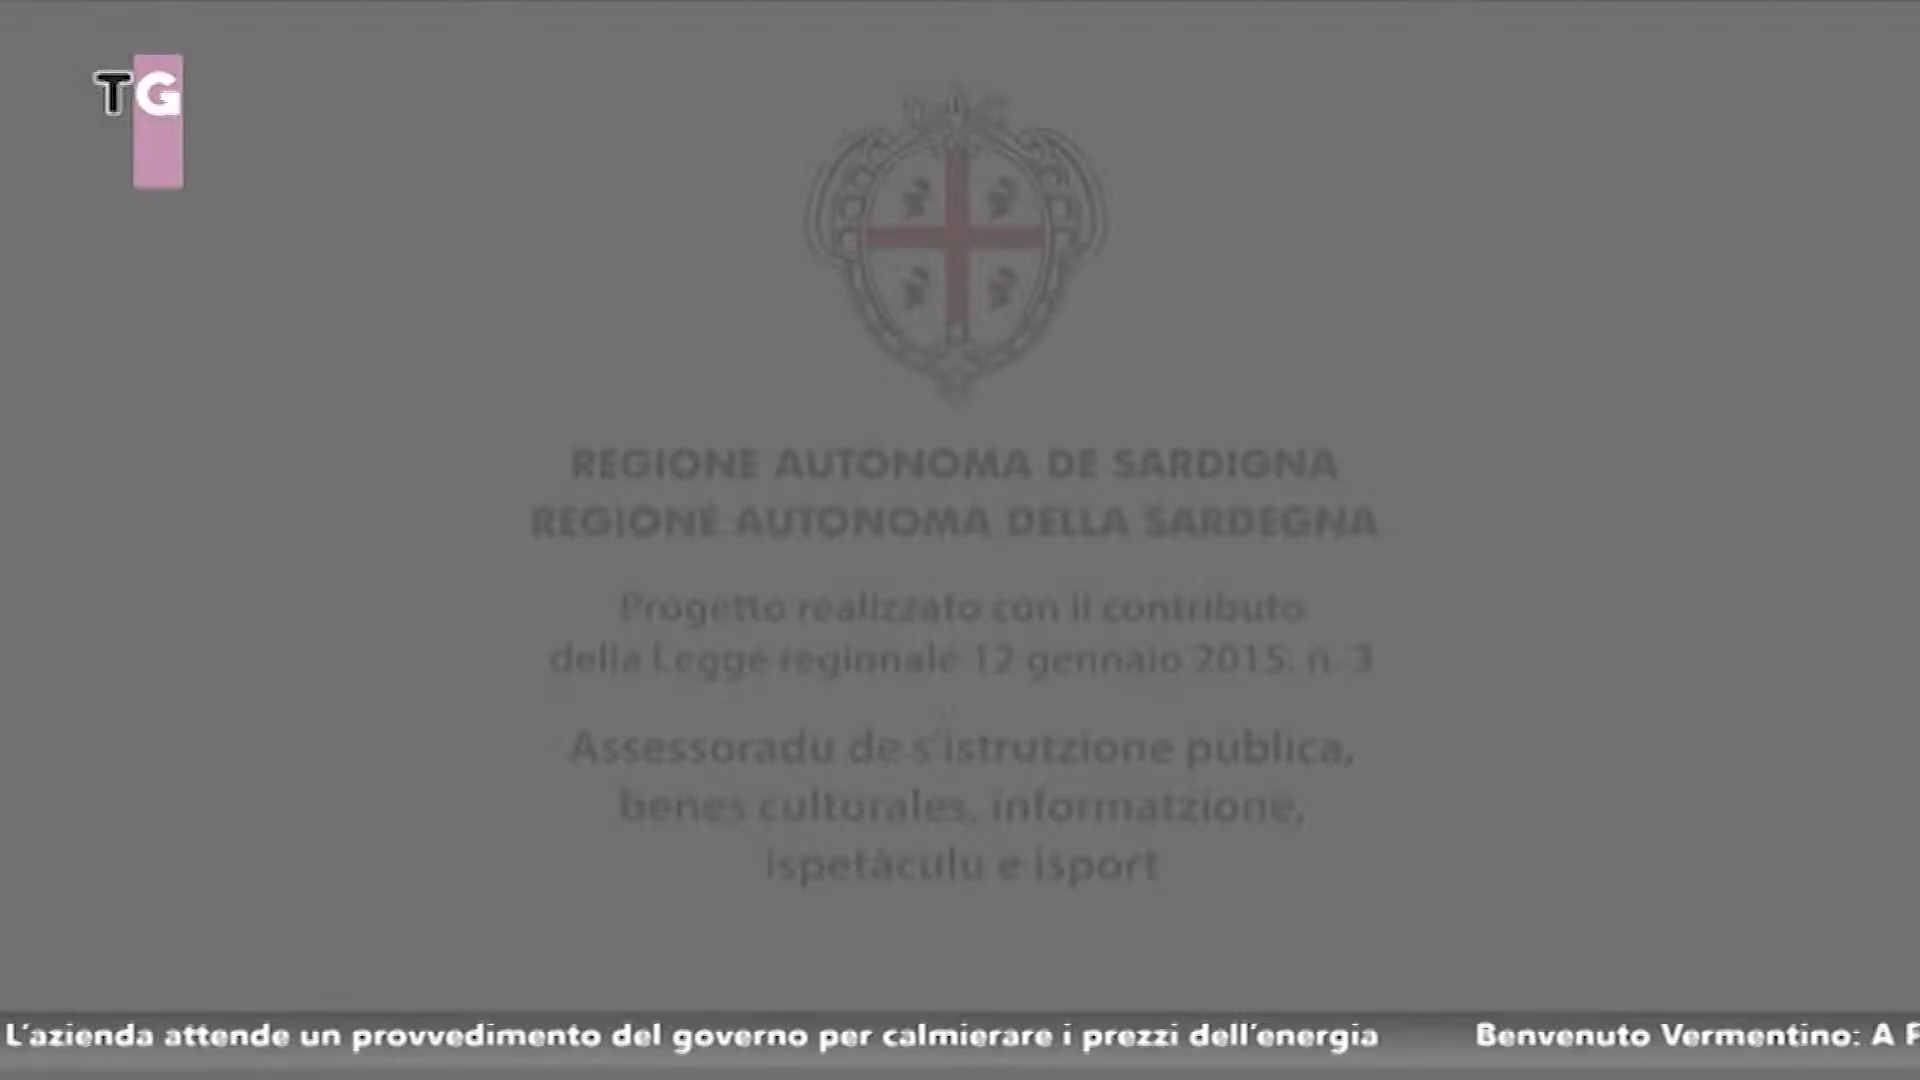 TG
REGIONE AUTÒNOMA DE SARDIGNA
REGIONE AUTONOMA DELLA SARDEGNA
Progetto realizzato con il contributo
della Legge regionale 12 gennaio 2015, n. 3
Assessoradu de s'istrutzione pùblica,
benes culturales, informatzione,
ispetàculu e isport
L'azienda attende un provvedimento del governo per calmierare i prezzi dell'energia Benvenuto Vermentino: A